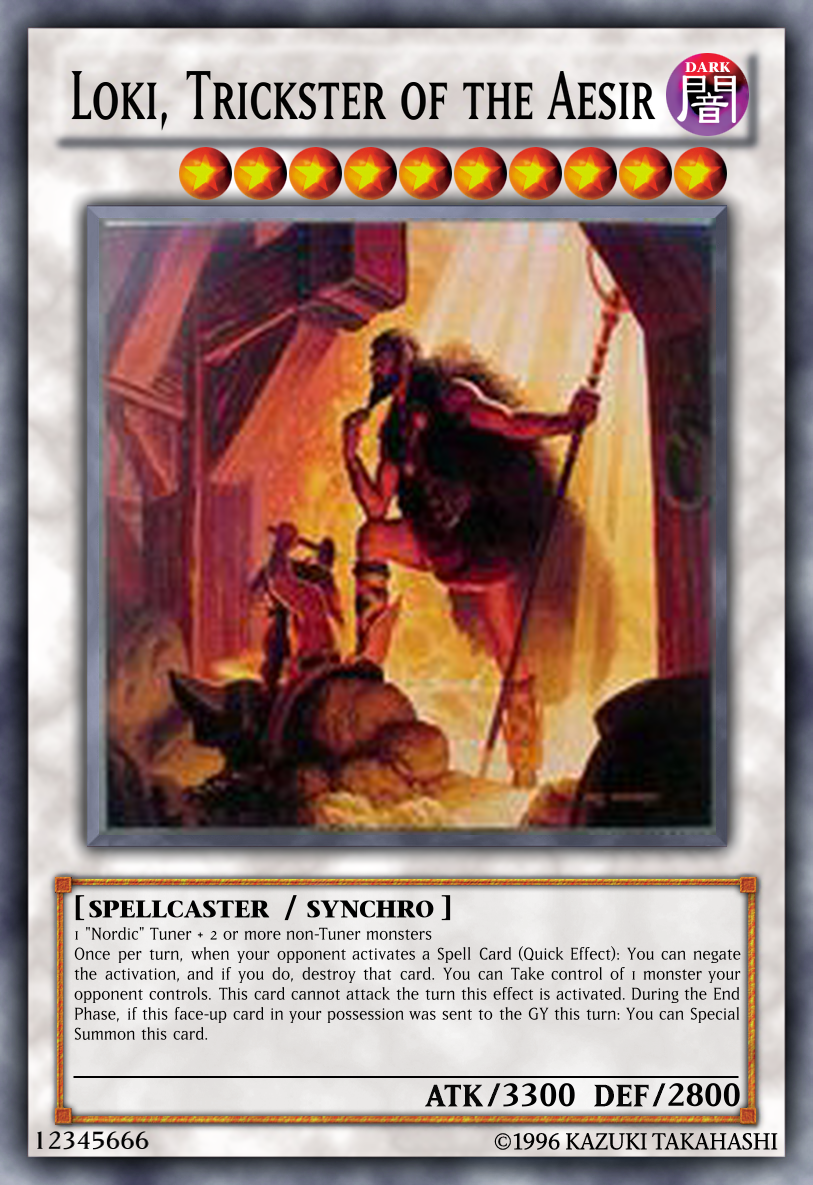 Loki, Trickster of the Aesir
DARK
闇
[ SPELLCASTER / SYNCHRO ]
1 "Nordic" Tuner + 2 or more non-Tuner monsters
Once per turn, when your opponent activates a Spell Card (Quick Effect): You can negate
the activation, and if you do, destroy that card. You can Take control of 1 monster your
opponent controls. This card cannot attack the turn this effect is activated. During the End
Phase, if this face-up card in your possession was sent to the GY this turn: You can Special
Summon this card.
ATK/3300 DEF/2800
12345666
©1996 KAZUKI TAKAHASHI